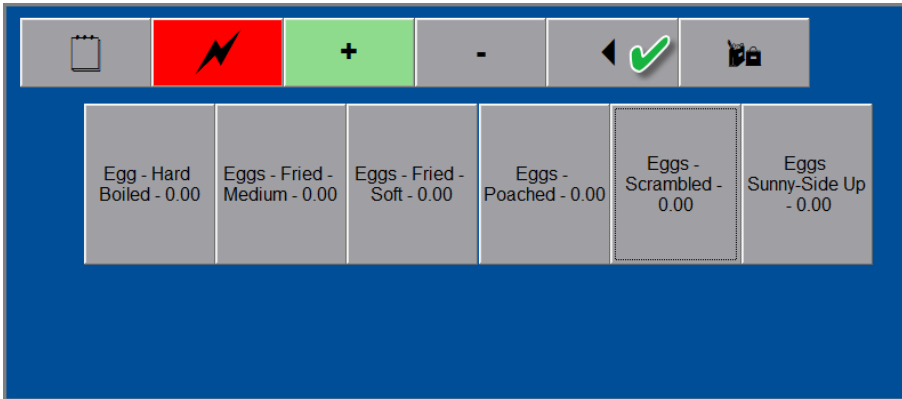 +
-
Egg - Hard
Boiled - 0.00
Eggs - Fried -
Medium - 0.00
Eggs - Fried -
Soft - 0.00
Eggs -
Poached - 0.00
Eggs -
Scrambled -
0.00
Eggs
Sunny-Side Up
- 0.00